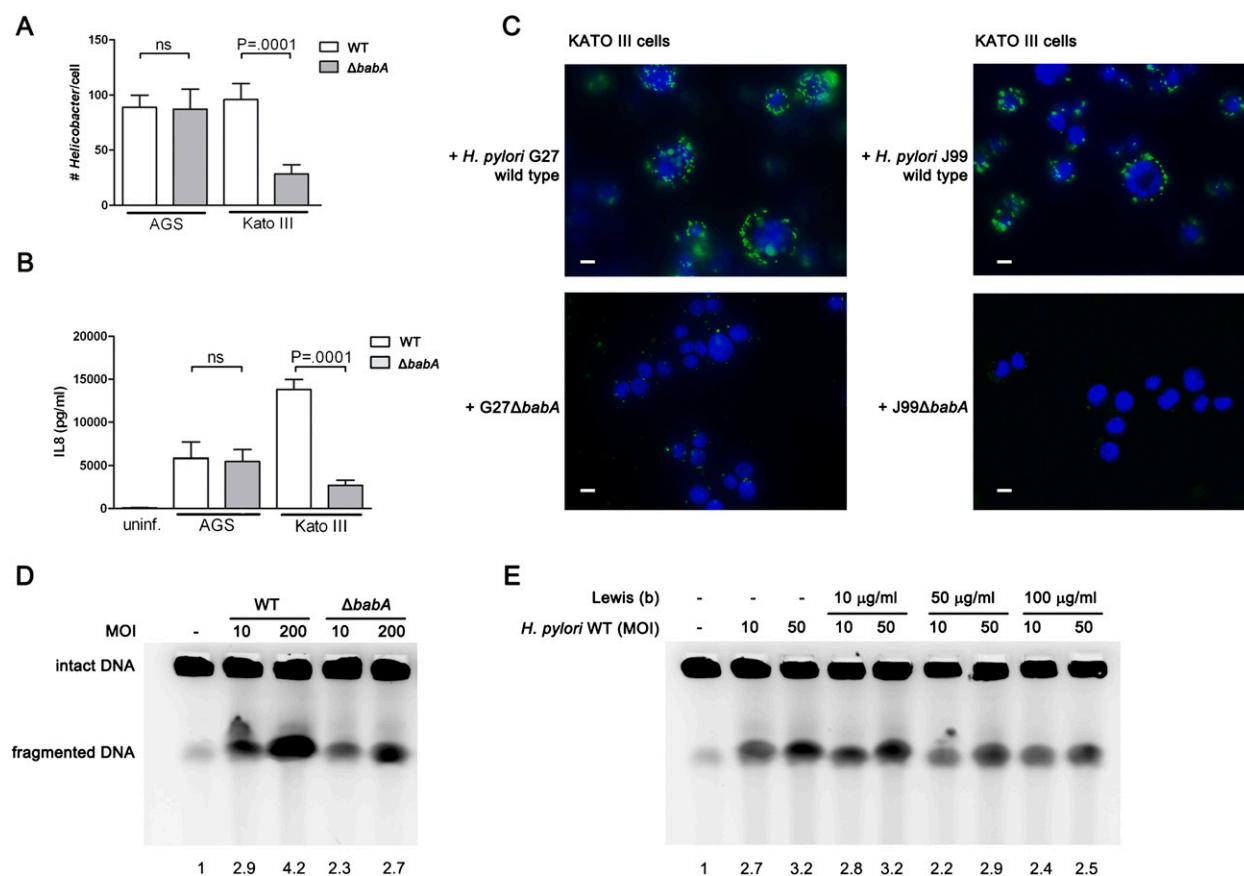 A
# Helicobacter/cell
150
100
50
0
ns
P=.0001
WT
ΔbabA
AGS
Kato III
B
IL8 (pg/ml)
20000
15000
10000
5000
0
ns
P=.0001
WT
ΔbabA
uninf.
AGS
Kato III
C
KATO III cells
KATO III cells
+ H. pylori G27
wild type
+ H. pylori J99
wild type
+ G27ΔbabA
+ J99ΔbabA
D
WT ΔbabA
MOI - 10 200 10 200
intact DNA
fragmented DNA
1 2.9 4.2 2.3 2.7
E
Lewis (b) - - - 10 µg/ml 50 µg/ml 100 µg/ml
H. pylori WT (MOI) - 10 50 10 50 10 50 10 50
1 2.7 3.2 2.8 3.2 2.2 2.9 2.4 2.5